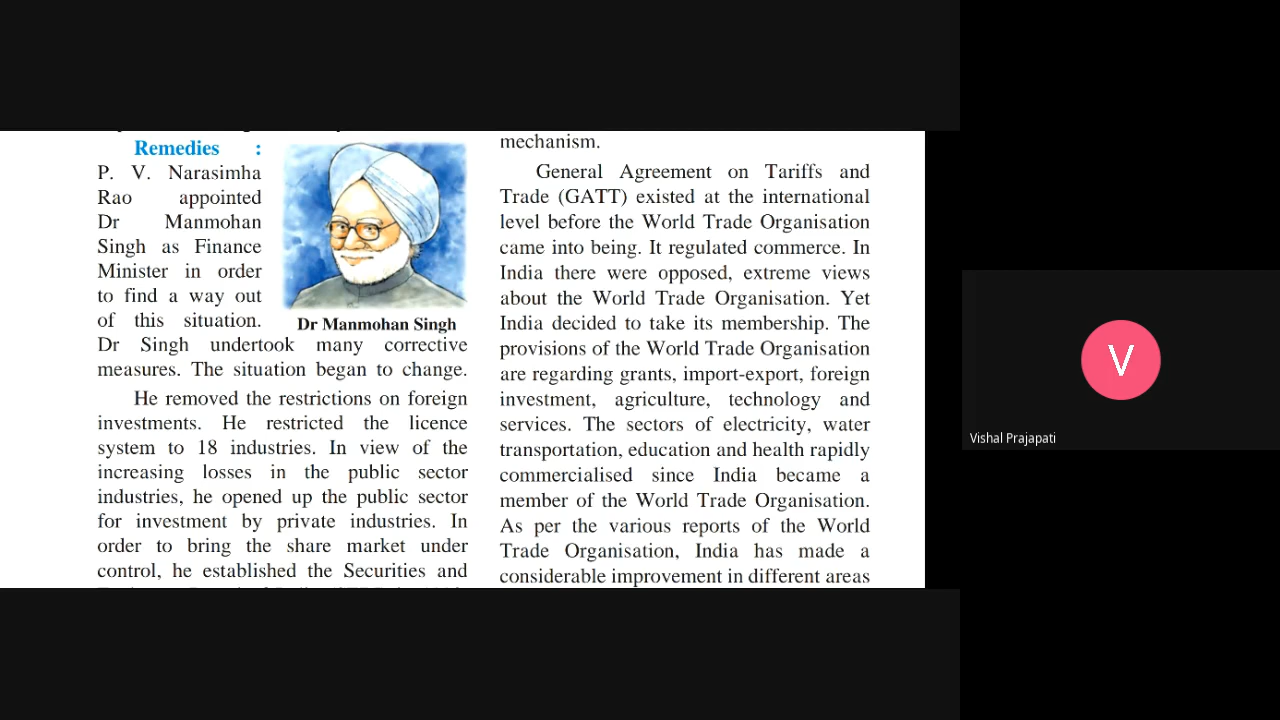 Remedies :
P. V. Narasimha
Rao appointed
Dr Manmohan
Singh as Finance
Minister in order
to find a way out
of this situation.
Dr Manmohan Singh
Dr Singh undertook many corrective
measures. The situation began to change.
He removed the restrictions on foreign
investments. He restricted the licence
system to 18 industries. In view of the
increasing losses in the public sector
industries, he opened up the public sector
for investment by private industries. In
order to bring the share market under
control, he established the Securities and
mechanism.
General Agreement on Tariffs and
Trade (GATT) existed at the international
level before the World Trade Organisation
came into being. It regulated commerce. In
India there were opposed, extreme views
about the World Trade Organisation. Yet
India decided to take its membership. The
provisions of the World Trade Organisation
are regarding grants, import-export, foreign
investment, agriculture, technology and
services. The sectors of electricity, water
transportation, education and health rapidly
commercialised since India became a
member of the World Trade Organisation.
As per the various reports of the World
Trade Organisation, India has made a
considerable improvement in different areas
V
Vishal Prajapati